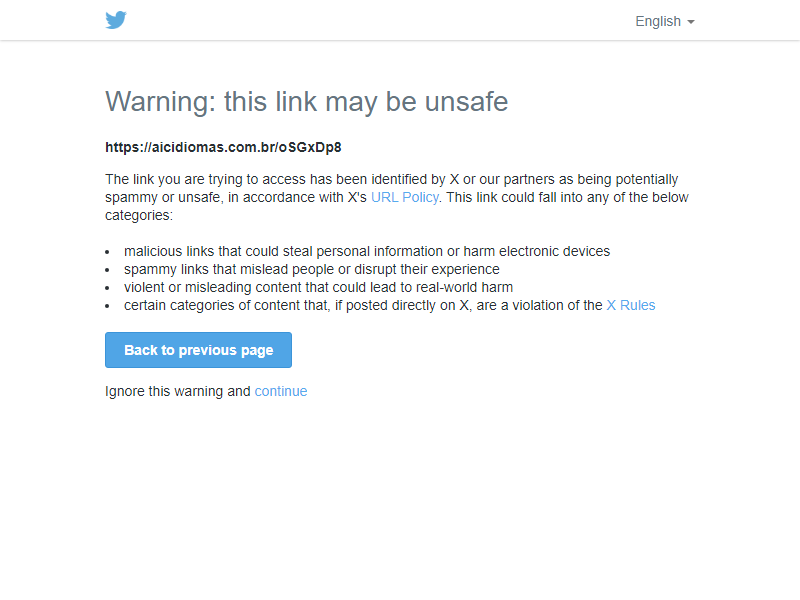 English
Warning: this link may be unsafe
https://aicidiomas.com.br/oSGxDp8
The link you are trying to access has been identified by X or our partners as being potentially
spammy or unsafe, in accordance with X's URL Policy. This link could fall into any of the below
categories:
• malicious links that could steal personal information or harm electronic devices
• spammy links that mislead people or disrupt their experience
• violent or misleading content that could lead to real-world harm
• certain categories of content that, if posted directly on X, are a violation of the X Rules
Back to previous page
Ignore this warning and continue